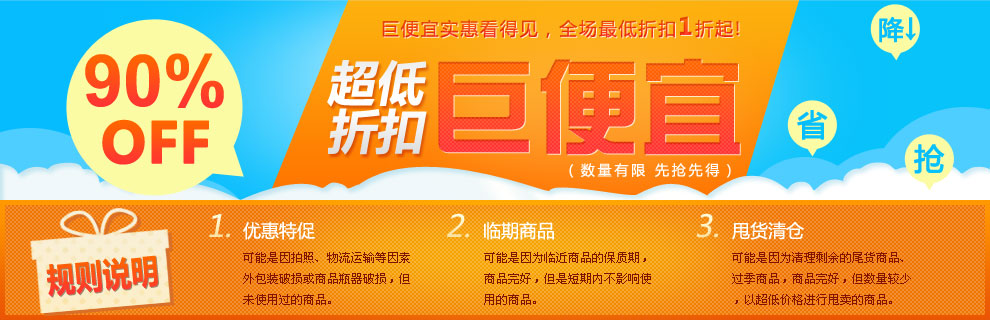 巨便宜实惠看得见，全场最低折扣1折起!
90%
OFF
超低
折扣
巨便宜
（数量有限 先抢先得）
降↓
省
抢
规则说明
1. 优惠特促
可能是因拍照、物流运输等因素
外包装破损或商品瓶器破损，但
未使用过的商品。
2. 临期商品
可能是因为临近商品的保质期，
商品完好，但是短期内不影响使
用的商品。
3. 甩货清仓
可能是因为清理剩余的尾货商品、
过季商品，商品完好，但数量较少
，以超低价格进行甩卖的商品。